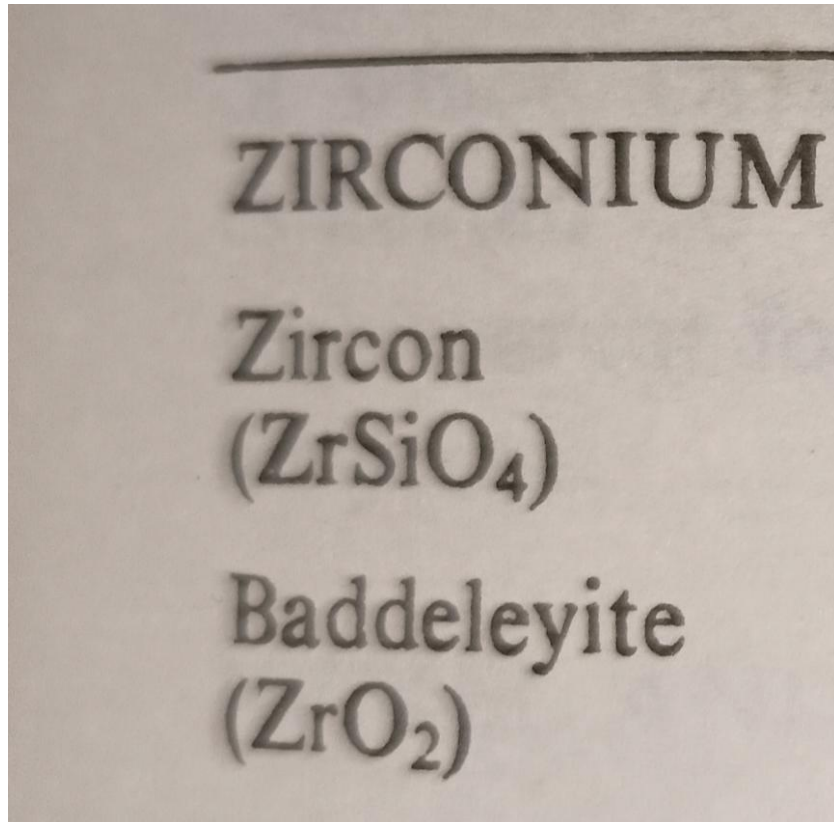 ZIRCONIUM
Zircon
(ZrSiO₄)
Baddeleyite
(ZrO₂)